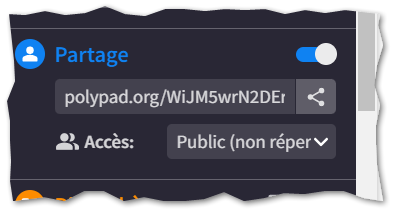 Partage
polypad.org/WiJM5wrN2DEr
Accès:
Public (non réper